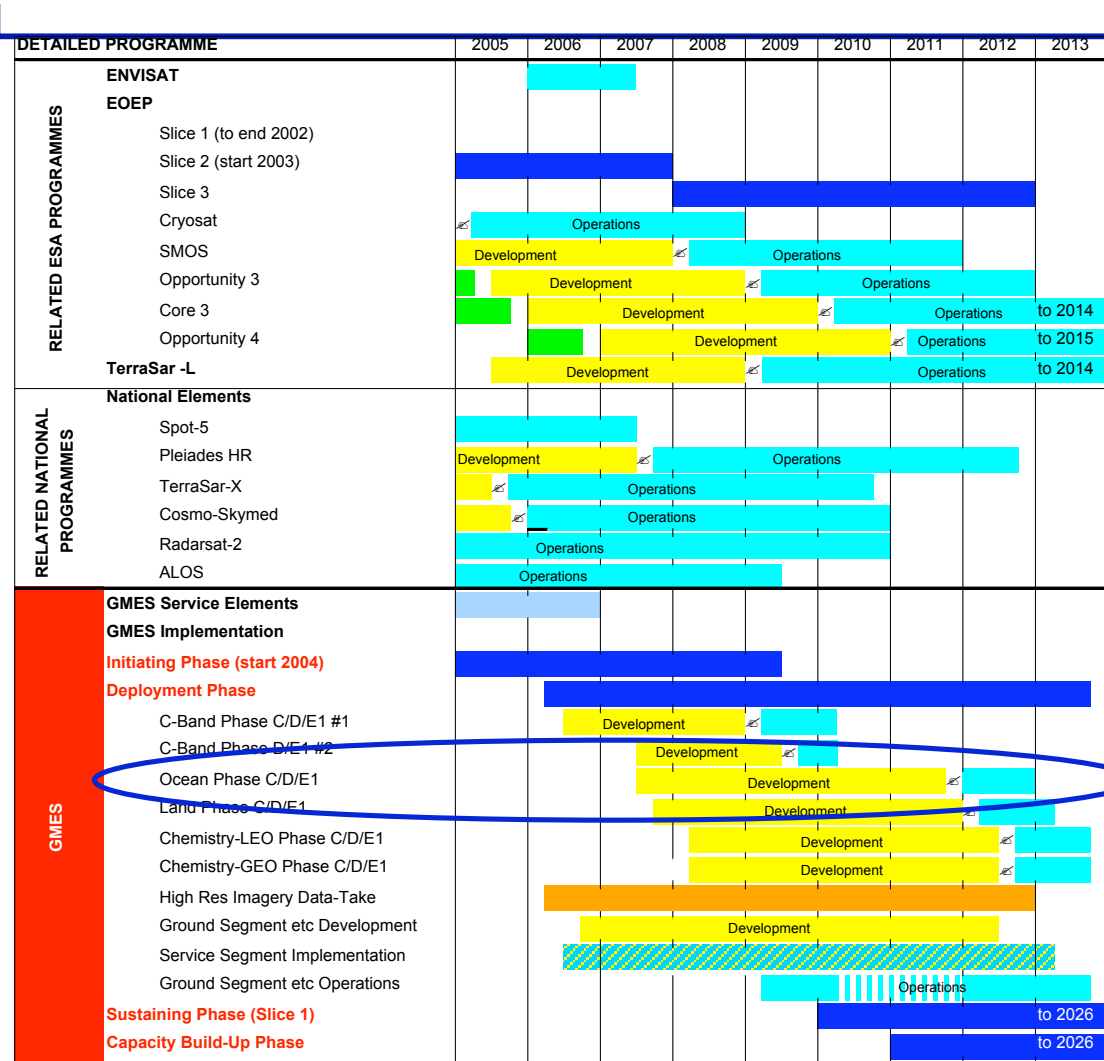 DETAILED PROGRAMME 2005 2006 2007 2008 2009 2010 2011 2012 2013
RELATED ESA PROGRAMMES
ENVISAT
EOEP
Slice 1 (to end 2002)
Slice 2 (start 2003)
Slice 3
Cryosat Operations
SMOS Development Operations
Opportunity 3 Development Operations
Core 3 Development Operations to 2014
Opportunity 4 Development Operations to 2015
TerraSar -L Development Operations to 2014
RELATED NATIONAL
PROGRAMMES
National Elements
Spot-5
Pleiades HR Development Operations
TerraSar-X Operations
Cosmo-Skymed Operations
Radarsat-2 Operations
ALOS Operations
GMES
GMES Service Elements
GMES Implementation
Initiating Phase (start 2004)
Deployment Phase
C-Band Phase C/D/E1 #1 Development
C-Band Phase D/E1 #2 Development
Ocean Phase C/D/E1 Development
Land Phase C/D/E1 Development
Chemistry-LEO Phase C/D/E1 Development
Chemistry-GEO Phase C/D/E1 Development
High Res Imagery Data-Take
Ground Segment etc Development Development
Service Segment Implementation
Ground Segment etc Operations Operations
Sustaining Phase (Slice 1) to 2026
Capacity Build-Up Phase to 2026